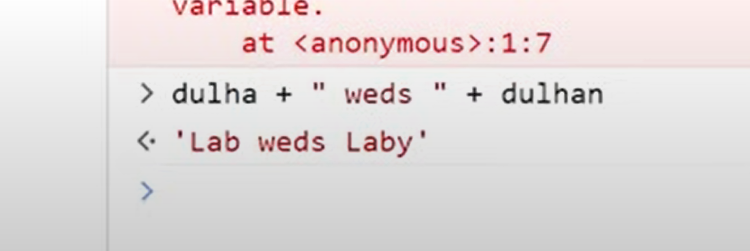 variable.
at <anonymous>:1:7
> dulha + " weds " + dulhan
<· 'Lab weds Laby'
>